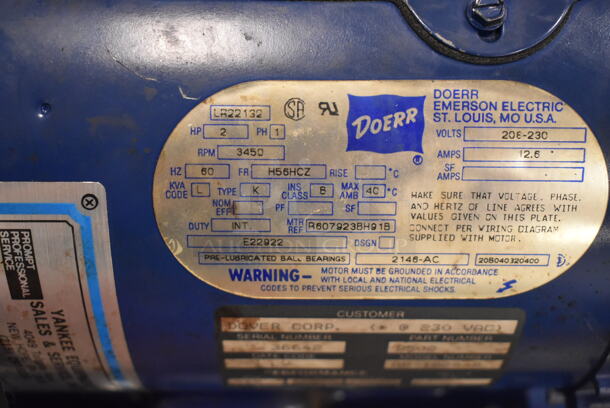 LR22132
DOERR
DOERR
EMERSON ELECTRIC
ST. LOUIS, MO U.S.A.
HP 2 PH 1
VOLTS 208-230
RPM 3450
AMPS 12.6
HZ 60 FR H56HCZ RISE °C
SF AMPS
KVA CODE L TYPE K INS CLASS B MAX AMB 40 °C
NOM EFF PF SF
DUTY INT. MTR REF R607923BH91B
E22922 DSGN
MAKE SURE THAT VOLTAGE, PHASE,
AND HERTZ OF LINE AGREES WITH
VALUES GIVEN ON THIS PLATE.
CONNECT PER WIRING DIAGRAM
SUPPLIED WITH MOTOR.
PRE-LUBRICATED BALL BEARINGS 2146-AC 20B040320400
WARNING- MOTOR MUST BE GROUNDED IN ACCORDANCE
WITH LOCAL AND NATIONAL ELECTRICAL
CODES TO PREVENT SERIOUS ELECTRICAL SHOCKS.
CUSTOMER
DOVER CORP. (* @ 230 VAC)
SERIAL NUMBER PART
36642
PERFORMANCE
PROMPT
PROFESSIONAL
SERVICE
YANKEE
SALES &